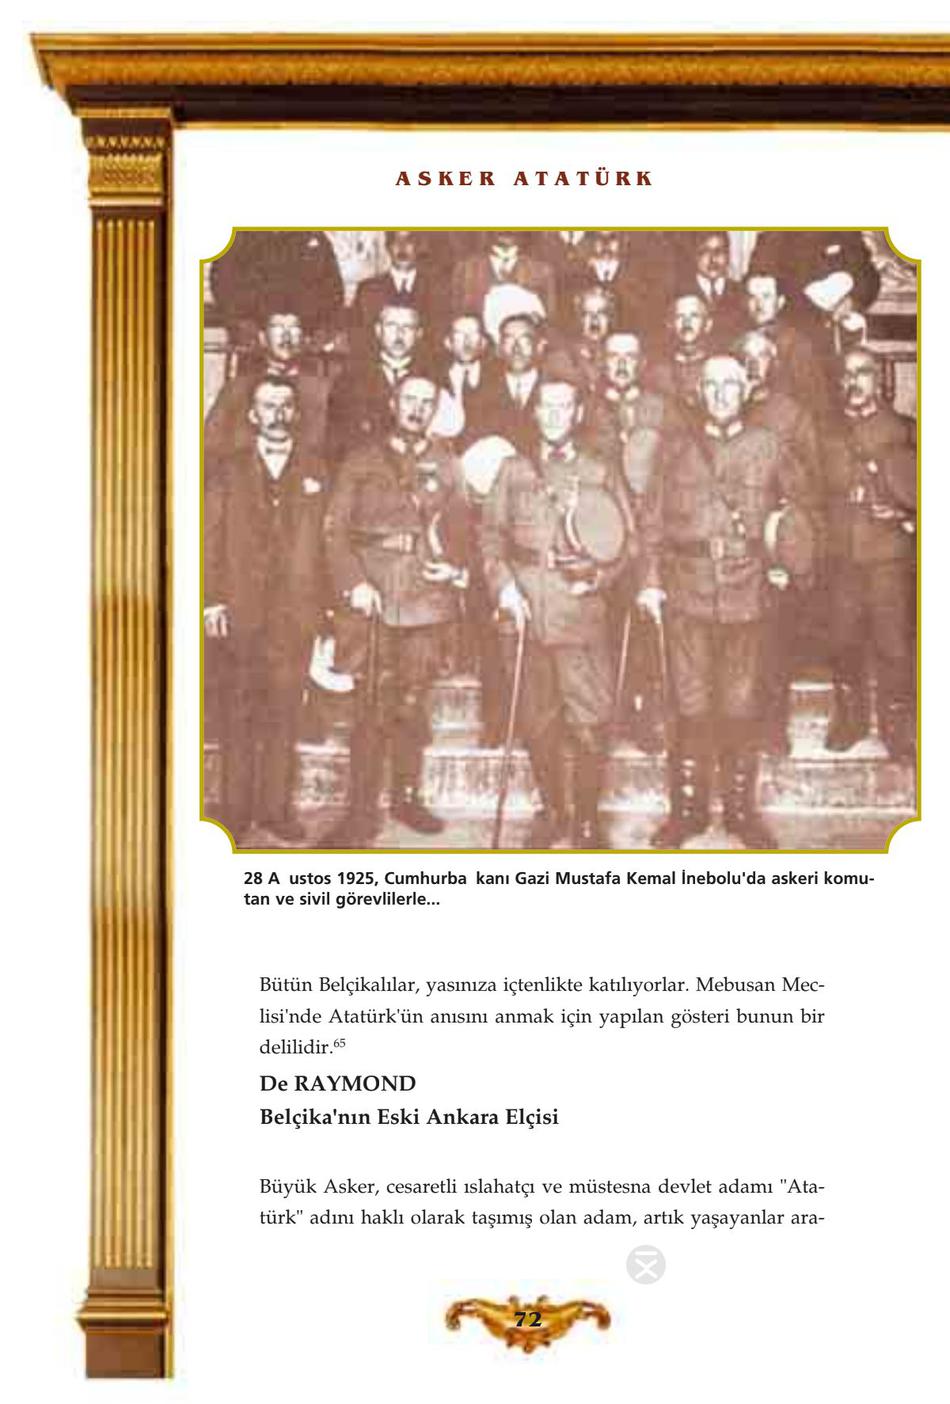 ASKER ATATÜRK
28 A ustos 1925, Cumhurba kanı Gazi Mustafa Kemal İnebolu'da askeri komu-
tan ve sivil görevlilerle...
Bütün Belçikalılar, yasınıza içtenlikte katılıyorlar. Mebusan Mec-
lisi'nde Atatürk'ün anısını anmak için yapılan gösteri bunun bir
delilidir.65
De RAYMOND
Belçika'nın Eski Ankara Elçisi
Büyük Asker, cesaretli ıslahatçı ve müstesna devlet adamı "Ata-
türk" adını haklı olarak taşımış olan adam, artık yaşayanlar ara-
72